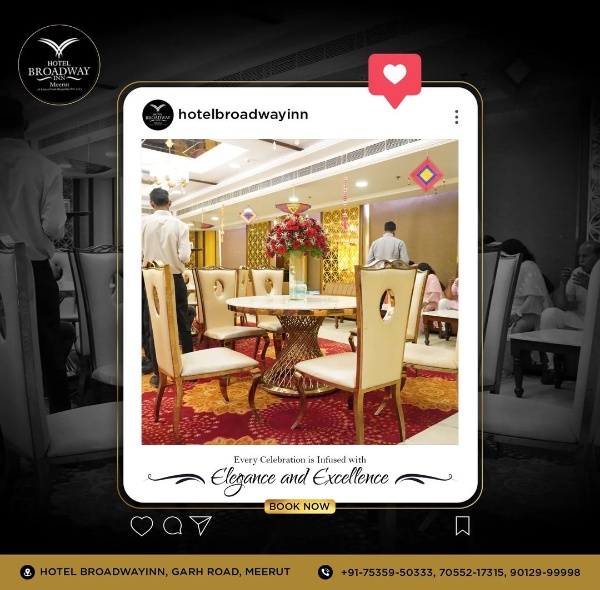 HOTEL
BROADWAY
INN
Meerut
hotelbroadwayinn
Every Celebration is Infused with
Elegance and Excellence
BOOK NOW
HOTEL BROADWAYINN, GARH ROAD, MEERUT
+91-75359-50333, 70552-17315, 90129-99998